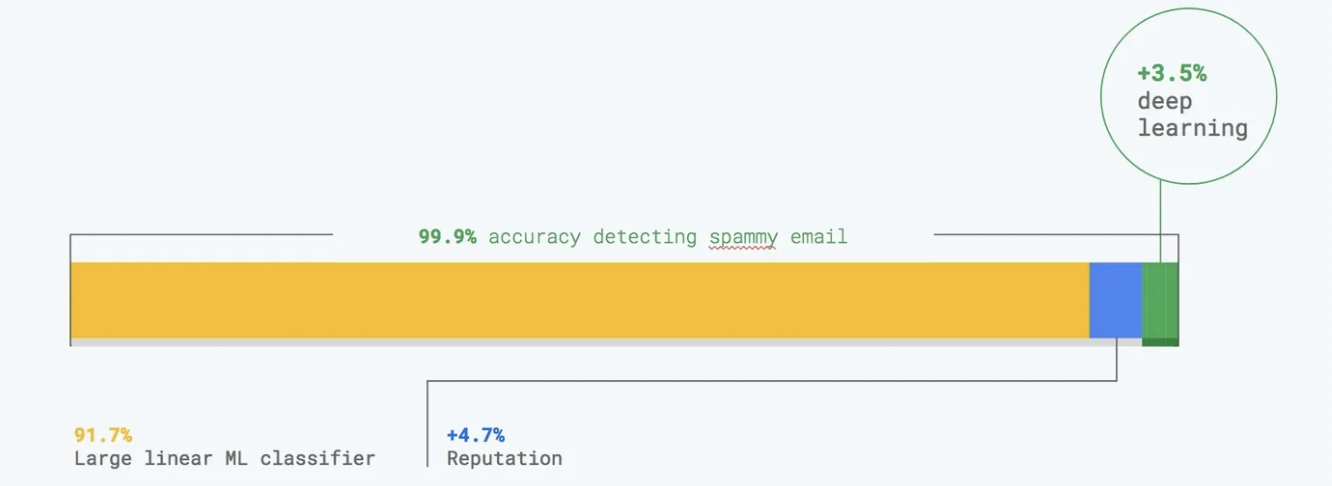 +3.5%
deep
learning
99.9% accuracy detecting spammy email
91.7%
Large linear ML classifier
+4.7%
Reputation